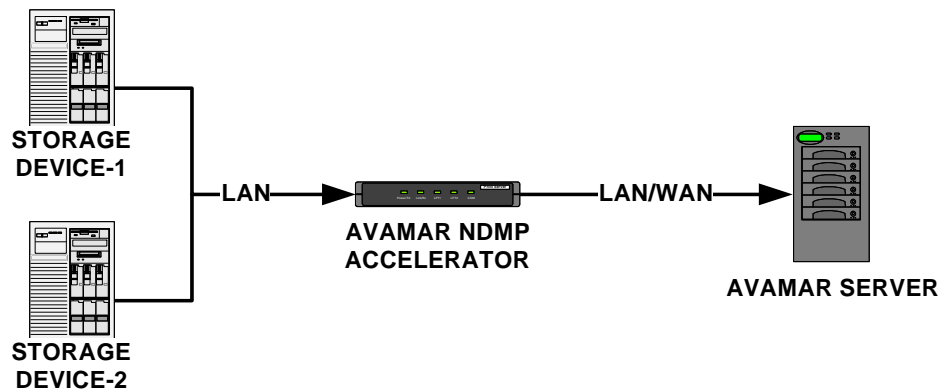 STORAGE
DEVICE-1
LAN
LAN/WAN
AVAMAR NDMP
ACCELERATOR
AVAMAR SERVER
STORAGE
DEVICE-2